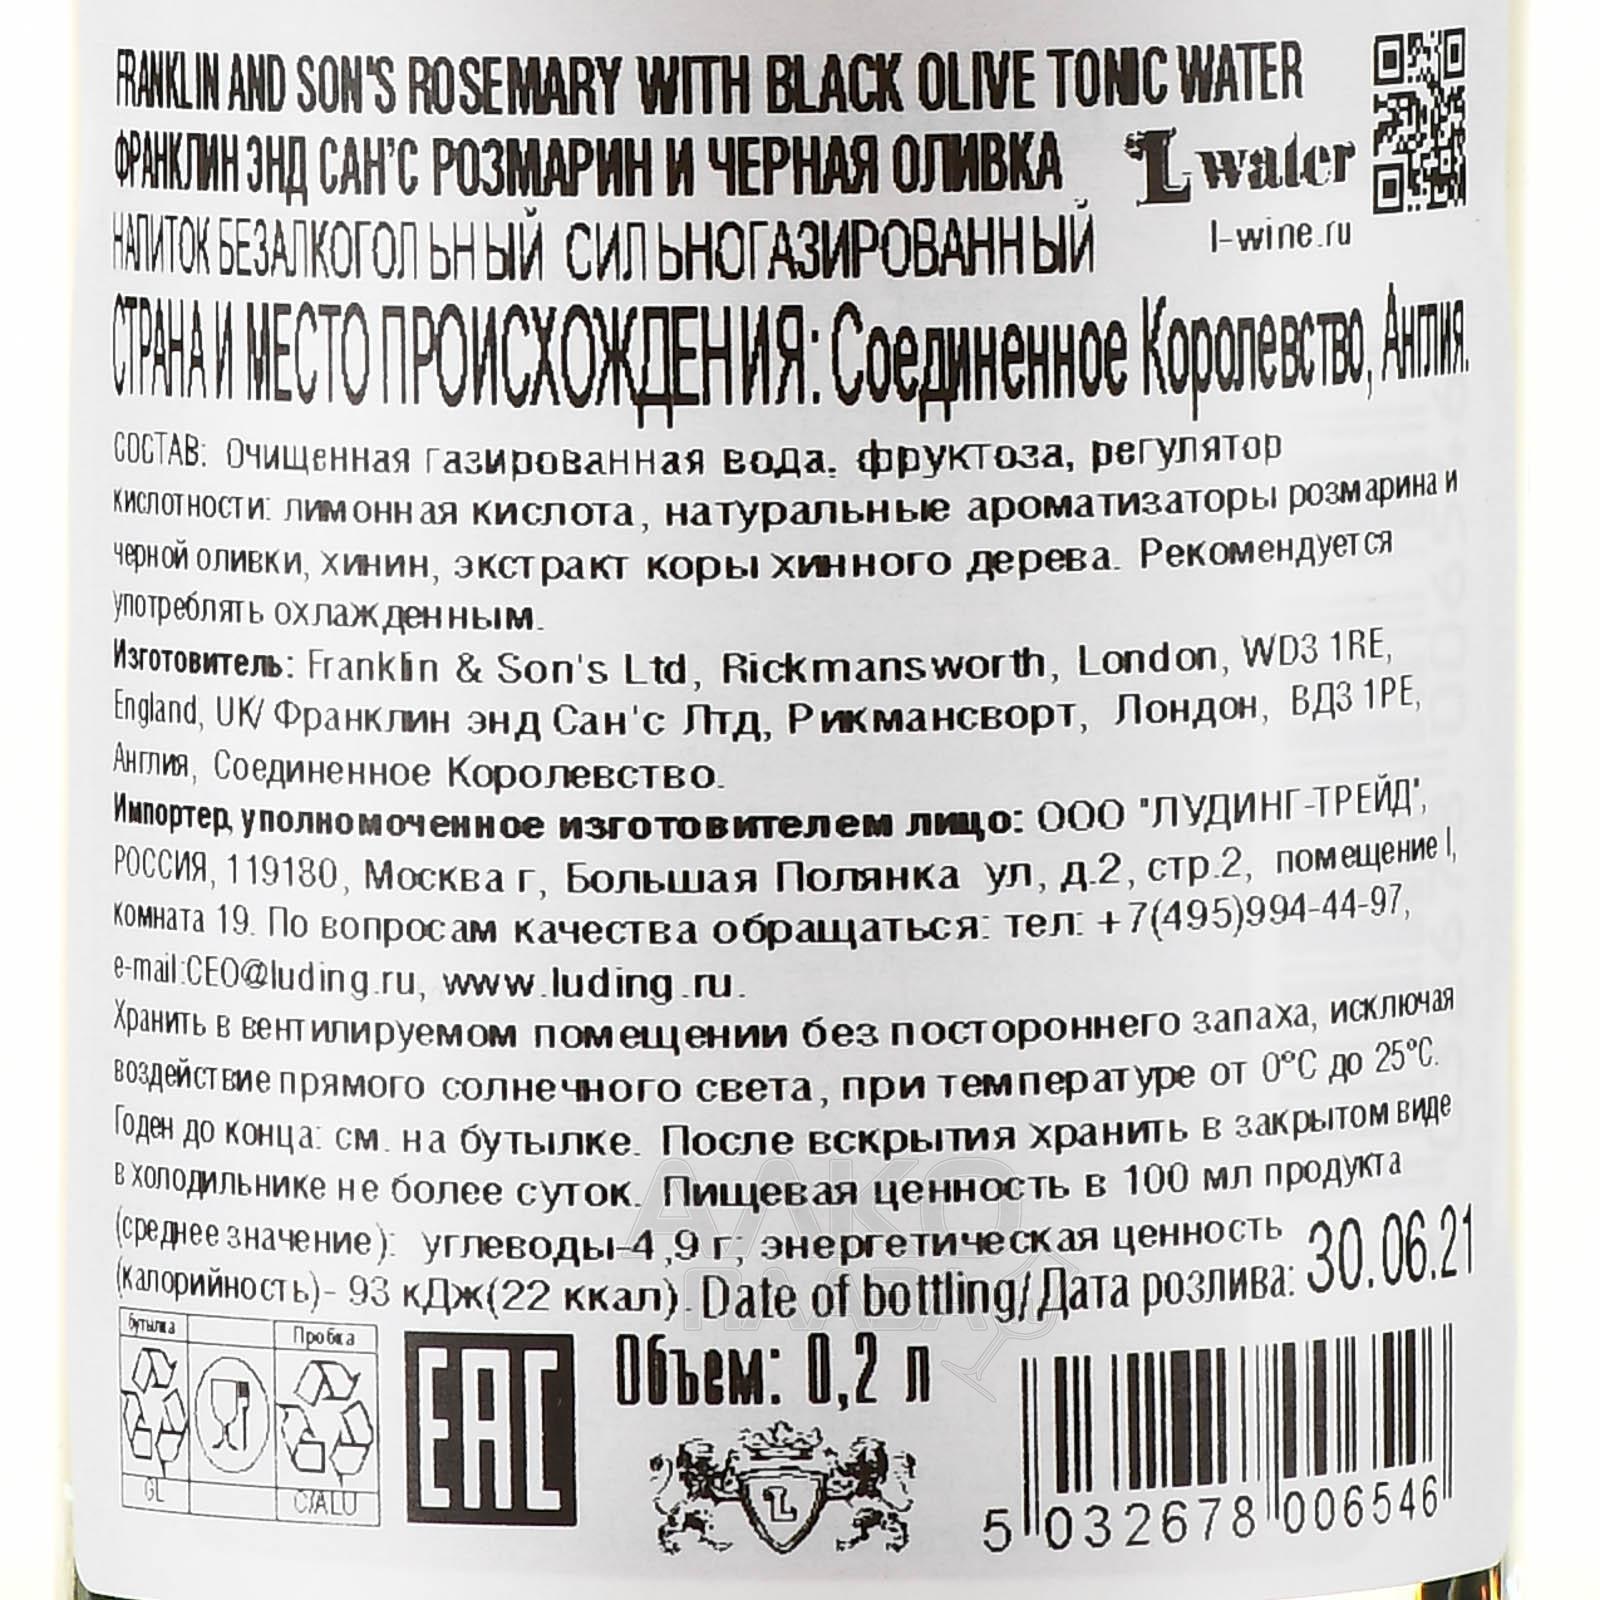 FRANKLIN AND SON'S ROSEMARY WITH BLACK OLIVE TONIC WATER
ФРАНКЛИН ЭНД САН'С РОЗМАРИН И ЧЕРНАЯ ОЛИВКА
L water
НАПИТОК БЕЗАЛКОГОЛЬНЫЙ СИЛЬНОГАЗИРОВАННЫЙ
l-wine.ru
СТРАНА И МЕСТО ПРОИСХОЖДЕНИЯ: Соединенное Королевство, Англия.
СОСТАВ: Очищенная газированная вода, фруктоза, регулятор
кислотности: лимонная кислота, натуральные ароматизаторы розмарина и
черной оливки, хинин, экстракт коры хинного дерева. Рекомендуется
употреблять охлажденным.
Изготовитель: Franklin & Son's Ltd, Rickmansworth, London, WD3 1RE,
England, UK/ Франклин энд Сан'с Лтд, Рикмансворт, Лондон, ВД3 1РЕ,
Англия, Соединенное Королевство.
Импортер, уполномоченное изготовителем лицо: ООО "ЛУДИНГ-ТРЕЙД",
РОССИЯ, 119180, Москва г, Большая Полянка ул, д.2, стр.2, помещение I,
комната 19. По вопросам качества обращаться: тел: +7(495)994-44-97,
e-mail:CEO@luding.ru, www.luding.ru.
Хранить в вентилируемом помещении без постороннего запаха, исключая
воздействие прямого солнечного света, при температуре от 0°С до 25°С.
Годен до конца: см. на бутылке. После вскрытия хранить в закрытом виде
в холодильнике не более суток. Пищевая ценность в 100 мл продукта
(среднее значение): углеводы-4,9 г; энергетическая ценность
(калорийность)- 93 кДж(22 ккал). Date of bottling/Дата розлива: 30.06.21
бутылка Пробка
GL C/ALU
EAC
Объем: 0,2 л
L
5 032678 006546
АЛКО
ПЛАВАЛ